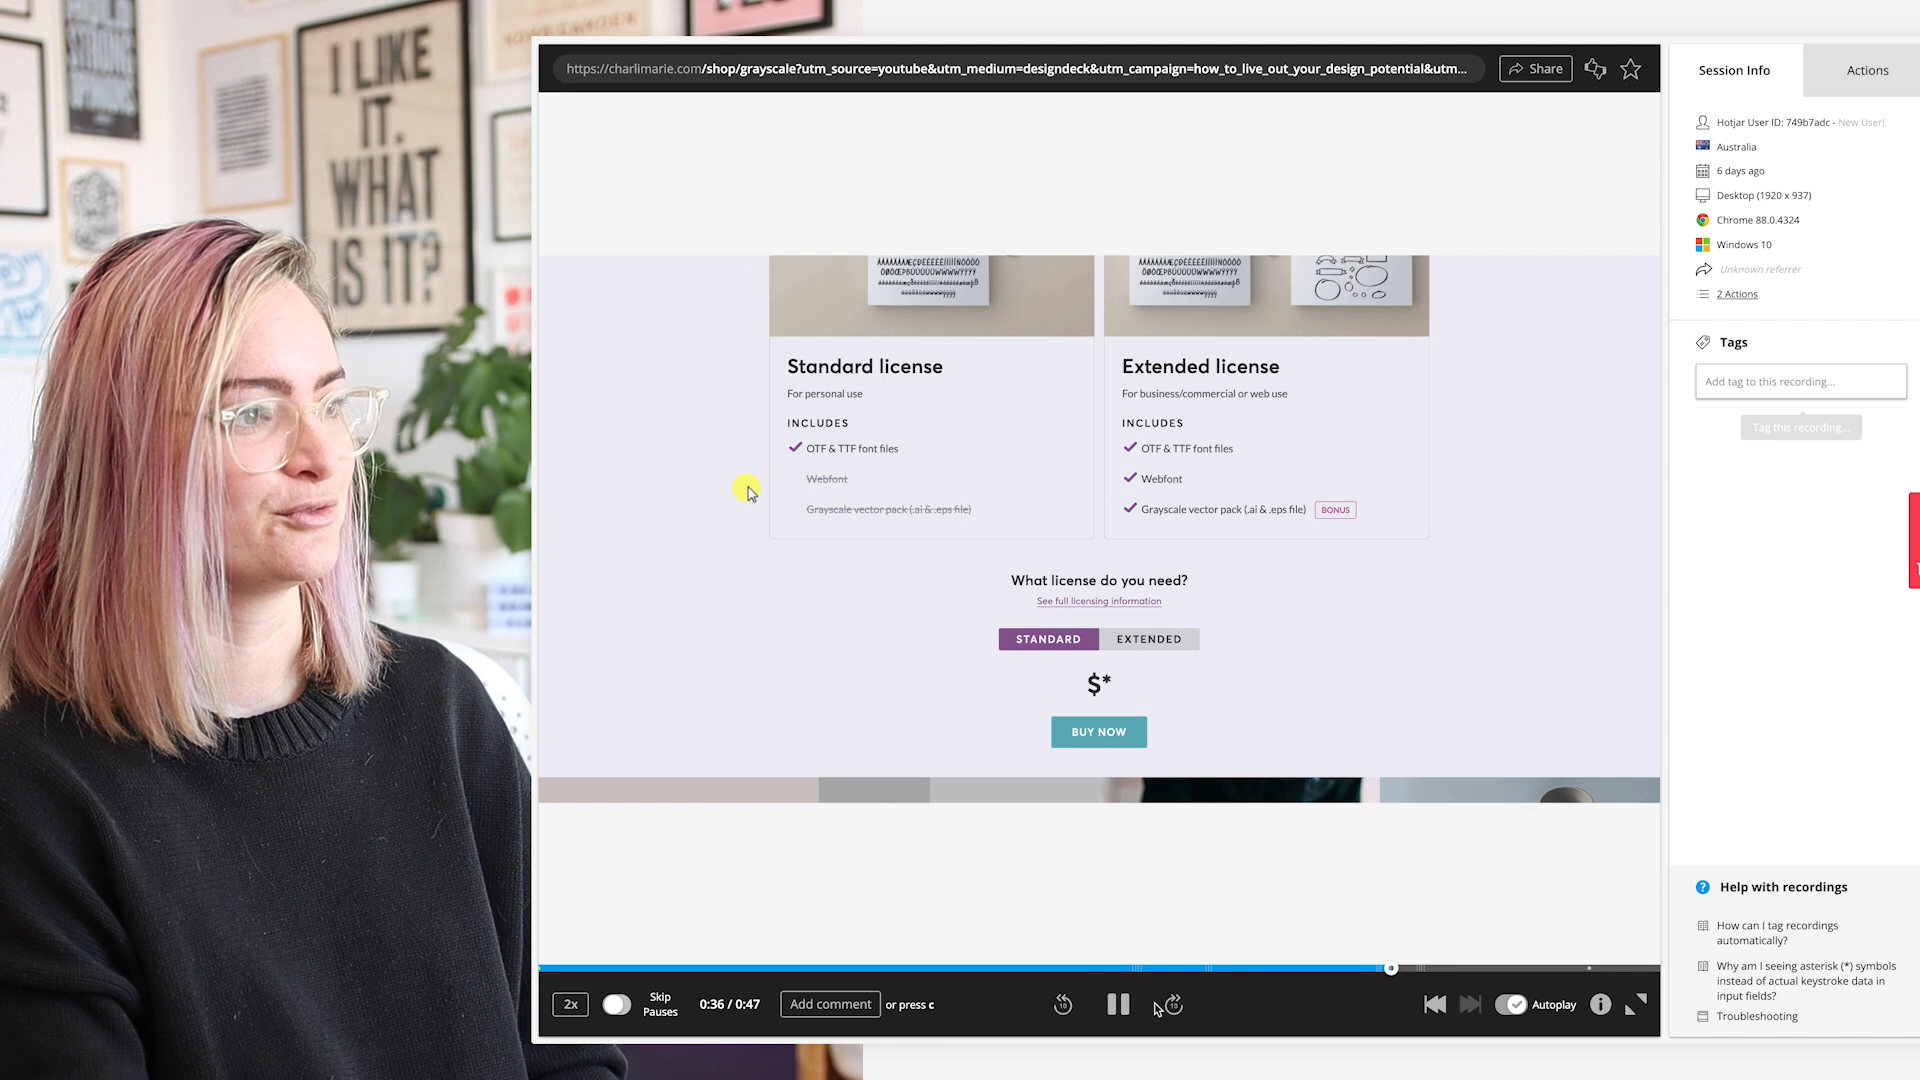 I LIKE
IT.
WHAT
IS IT?
https://charlimarie.com/shop/grayscale?utm_source=youtube&utm_medium=designdeck&utm_campaign=how_to_live_out_your_design_potential&utm...
Share
Session Info
Actions
Hotjar User ID: 749b7adc - New User!
Australia
6 days ago
Desktop (1920 x 937)
Chrome 88.0.4324
Windows 10
Unknown referrer
2 Actions
Tags
Add tag to this recording...
Tag this recording...
Standard license
For personal use
INCLUDES
OTF & TTF font files
Webfont
Grayscale vector pack (.ai & .eps file)
Extended license
For business/commercial or web use
INCLUDES
OTF & TTF font files
Webfont
Grayscale vector pack (.ai & .eps file) BONUS
What license do you need?
See full licensing information
STANDARD EXTENDED
$*
BUY NOW
Help with recordings
How can I tag recordings
automatically?
Why am I seeing asterisk (*) symbols
instead of actual keystroke data in
input fields?
Troubleshooting
2x
Skip
Pauses
0:36 / 0:47
Add comment or press c
10
10
Autoplay